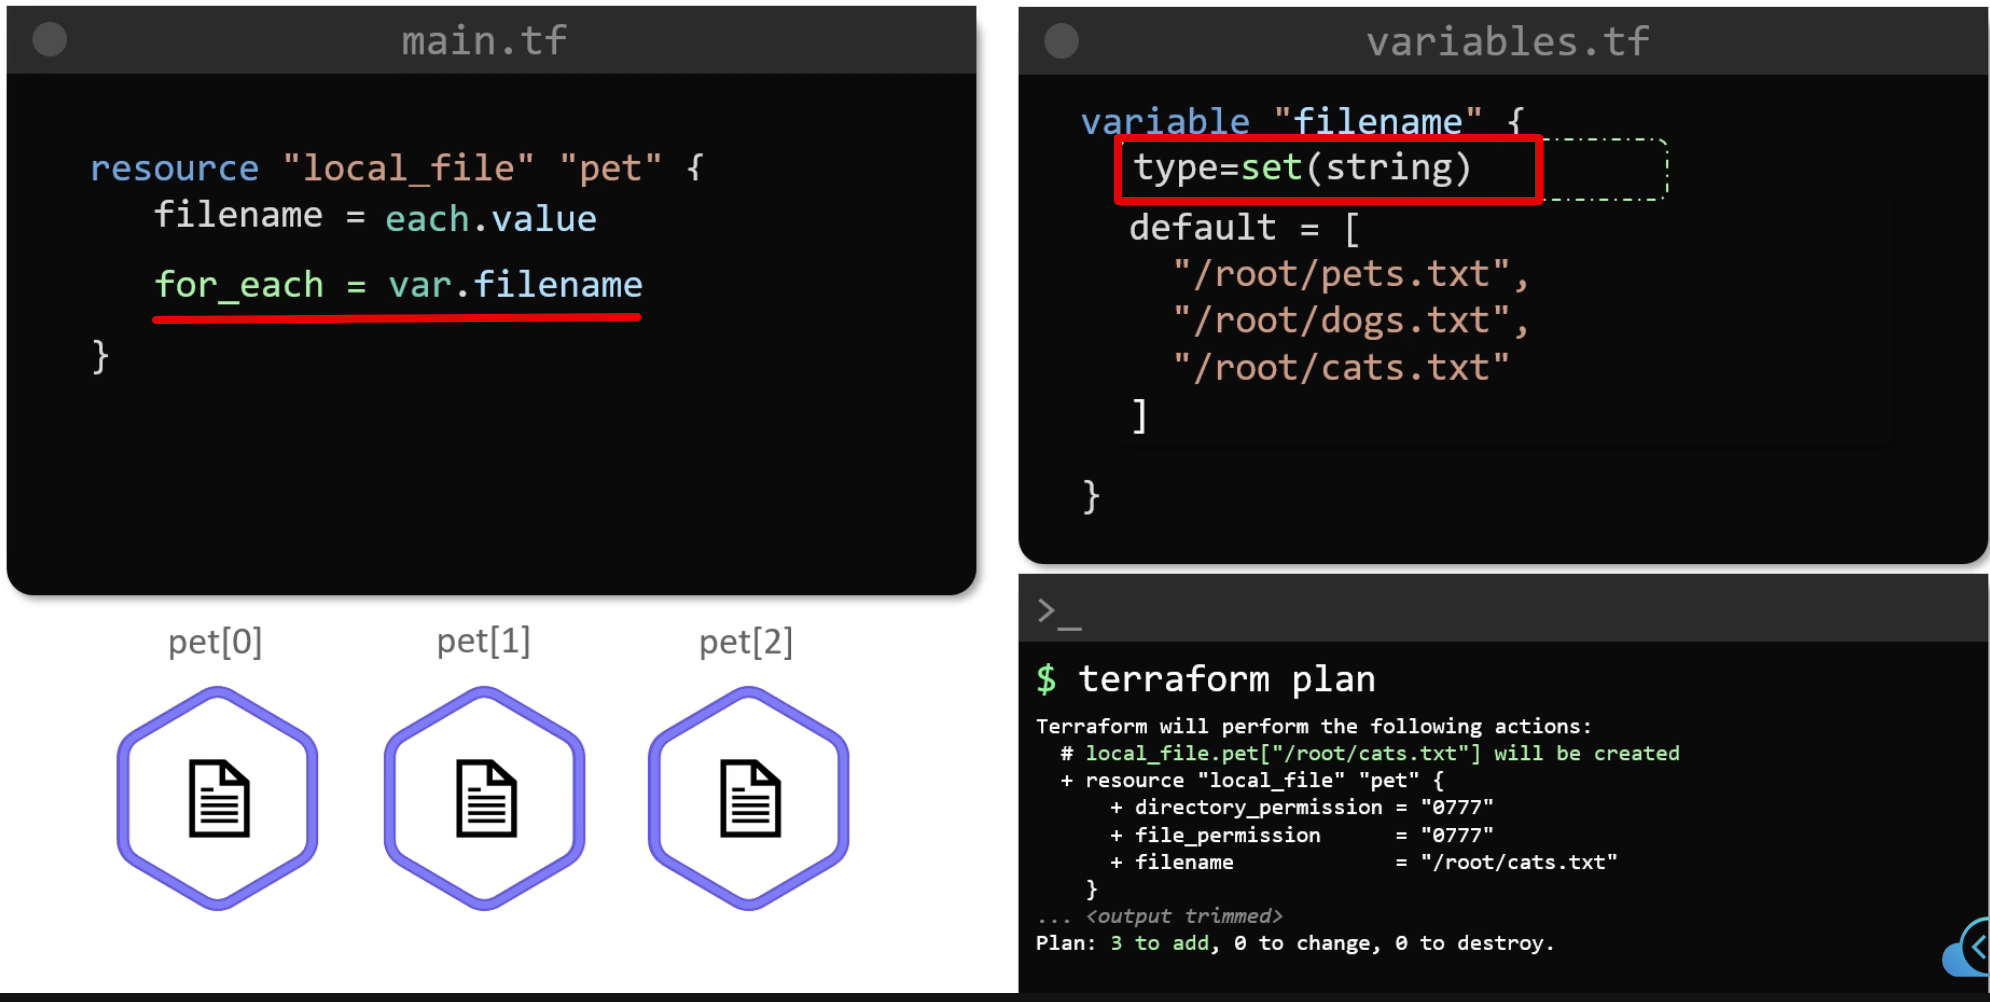 main.tf
resource "local_file" "pet" {
filename = each.value
for_each = var.filename
}
variables.tf
variable "filename" {
type=set(string)
default = [
"/root/pets.txt",
"/root/dogs.txt",
"/root/cats.txt"
]
}
pet[0]
pet[1]
pet[2]
>_
$ terraform plan
Terraform will perform the following actions:
# local_file.pet["/root/cats.txt"] will be created
+ resource "local_file" "pet" {
+ directory_permission = "0777"
+ file_permission = "0777"
+ filename = "/root/cats.txt"
}
... <output trimmed>
Plan: 3 to add, 0 to change, 0 to destroy.